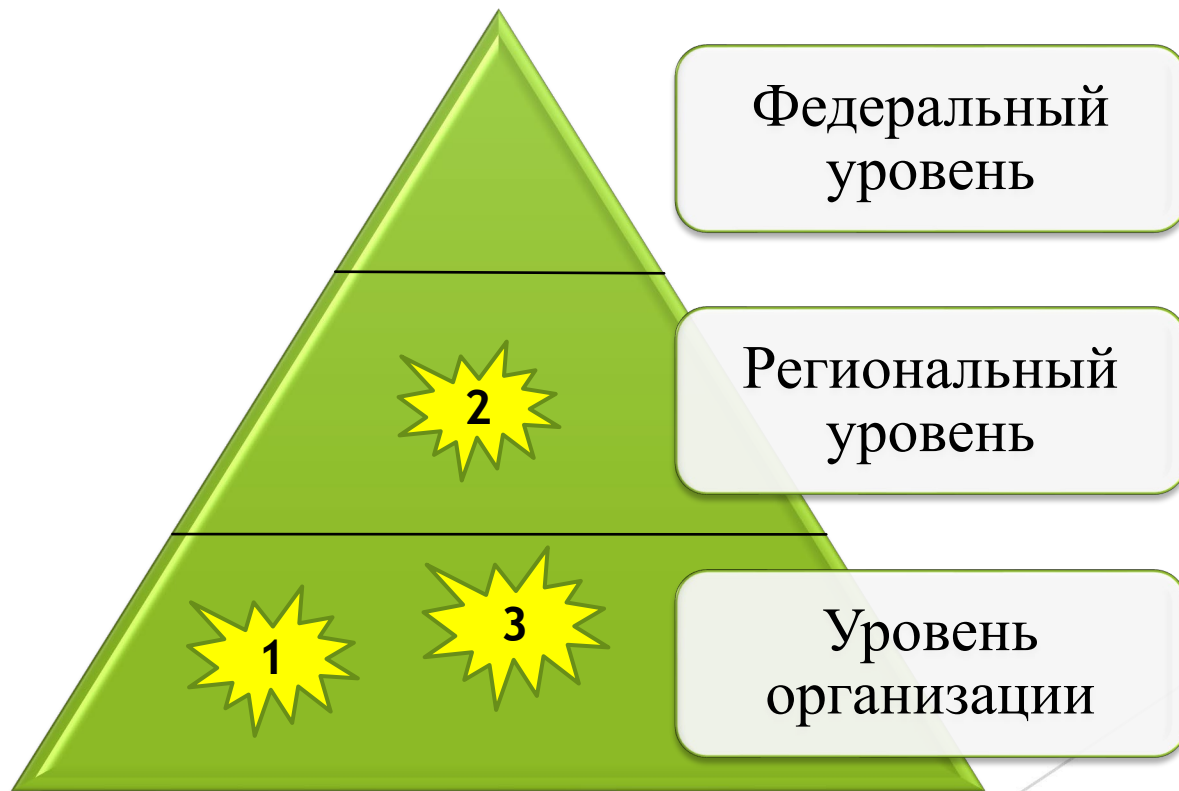 Федеральный
уровень
2
Региональный
уровень
1
3
Уровень
организации